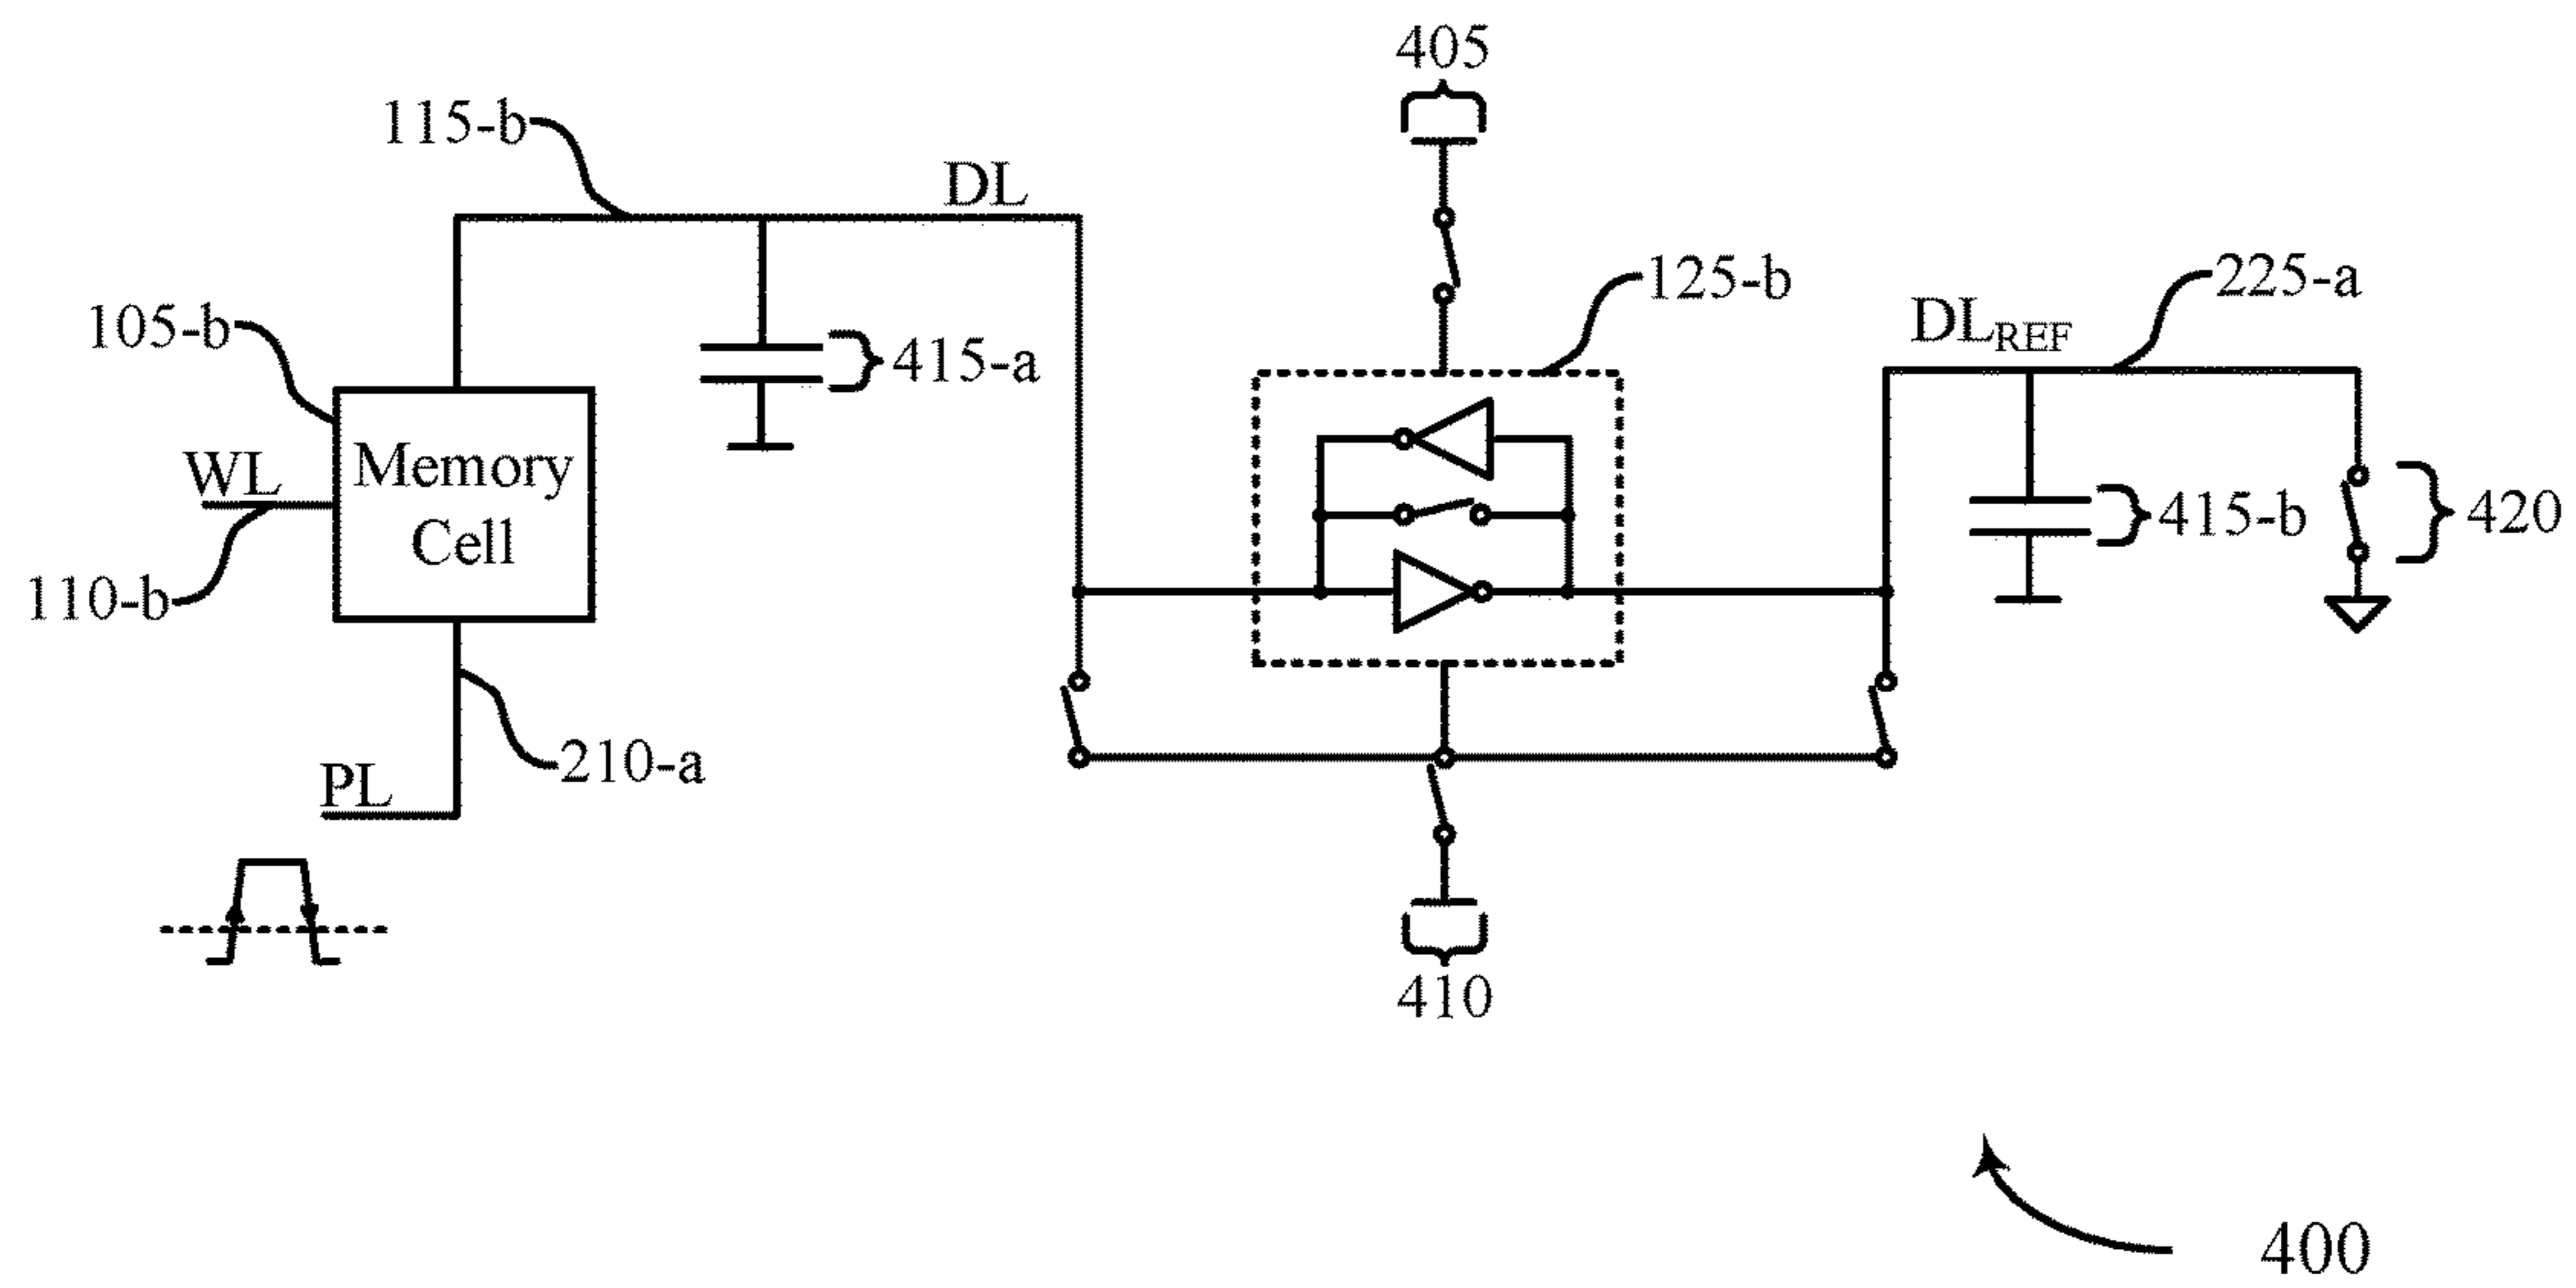 405
115-b
DL
125-b
225-a
DLREF
105-b
415-a
WL
Memory
Cell
415-b
420
110-b
210-a
PL
410
400